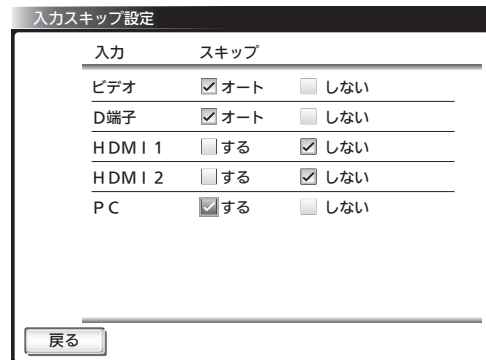 入力スキップ設定
入力 スキップ
ビデオ オート しない
D端子 オート しない
HDMI1 する しない
HDMI2 する しない
PC する しない
戻る